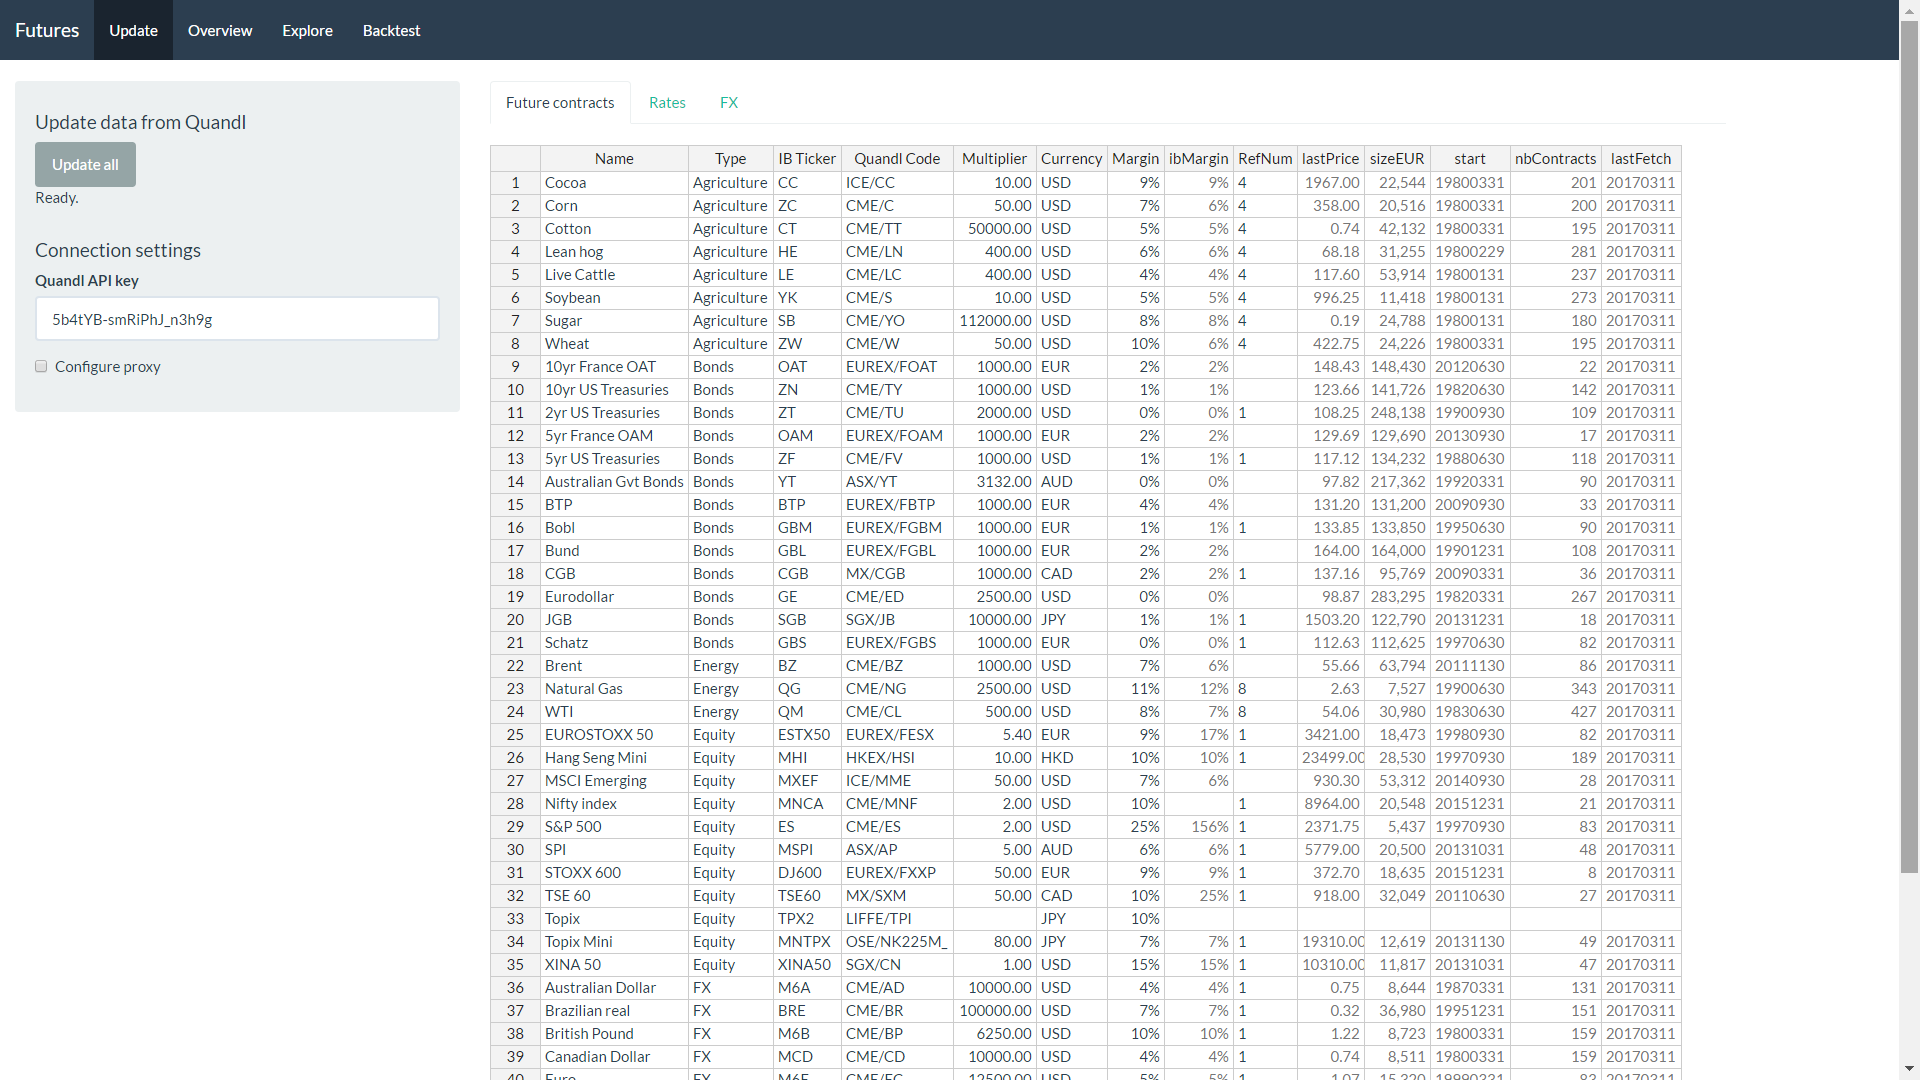 Futures Update Overview Explore Backtest
Update data from Quandl
Update all
Ready.
Connection settings
Quandl API key
5b4tYB-smRiPhJ_n3h9g
Configure proxy
Future contracts Rates FX
Name Type IB Ticker Quandl Code Multiplier Currency Margin ibMargin RefNum lastPrice sizeEUR start nbContracts lastFetch
1 Cocoa Agriculture CC ICE/CC 10.00 USD 9% 9% 4 1967.00 22,544 19800331 201 20170311
2 Corn Agriculture ZC CME/C 50.00 USD 7% 6% 4 358.00 20,516 19800331 200 20170311
3 Cotton Agriculture CT CME/TT 50000.00 USD 5% 5% 4 0.74 42,132 19800331 195 20170311
4 Lean hog Agriculture HE CME/LN 400.00 USD 6% 6% 4 68.18 31,255 19800229 281 20170311
5 Live Cattle Agriculture LE CME/LC 400.00 USD 4% 4% 4 117.60 53,914 19800131 237 20170311
6 Soybean Agriculture YK CME/S 10.00 USD 5% 5% 4 996.25 11,418 19800131 273 20170311
7 Sugar Agriculture SB CME/YO 112000.00 USD 8% 8% 4 0.19 24,788 19800131 180 20170311
8 Wheat Agriculture ZW CME/W 50.00 USD 10% 6% 4 422.75 24,226 19800331 195 20170311
9 10yr France OAT Bonds OAT EUREX/FOAT 1000.00 EUR 2% 2% 148.43 148,430 20120630 22 20170311
10 10yr US Treasuries Bonds ZN CME/TY 1000.00 USD 1% 1% 123.66 141,726 19820630 142 20170311
11 2yr US Treasuries Bonds ZT CME/TU 2000.00 USD 0% 0% 1 108.25 248,138 19900930 109 20170311
12 5yr France OAM Bonds OAM EUREX/FOAM 1000.00 EUR 2% 2% 129.69 129,690 20130930 17 20170311
13 5yr US Treasuries Bonds ZF CME/FV 1000.00 USD 1% 1% 1 117.12 134,232 19880630 118 20170311
14 Australian Gvt Bonds Bonds YT ASX/YT 3132.00 AUD 0% 0% 97.82 217,362 19920331 90 20170311
15 BTP Bonds BTP EUREX/FBTP 1000.00 EUR 4% 4% 131.20 131,200 20090930 33 20170311
16 Bobl Bonds GBM EUREX/FGBM 1000.00 EUR 1% 1% 1 133.85 133,850 19950630 90 20170311
17 Bund Bonds GBL EUREX/FGBL 1000.00 EUR 2% 2% 164.00 164,000 19901231 108 20170311
18 CGB Bonds CGB MX/CGB 1000.00 CAD 2% 2% 1 137.16 95,769 20090331 36 20170311
19 Eurodollar Bonds GE CME/ED 2500.00 USD 0% 0% 98.87 283,295 19820331 267 20170311
20 JGB Bonds SGB SGX/JB 10000.00 JPY 1% 1% 1 1503.20 122,790 20131231 18 20170311
21 Schatz Bonds GBS EUREX/FGBS 1000.00 EUR 0% 0% 1 112.63 112,625 19970630 82 20170311
22 Brent Energy BZ CME/BZ 1000.00 USD 7% 6% 55.66 63,794 20111130 86 20170311
23 Natural Gas Energy QG CME/NG 2500.00 USD 11% 12% 8 2.63 7,527 19900630 343 20170311
24 WTI Energy QM CME/CL 500.00 USD 8% 7% 8 54.06 30,980 19830630 427 20170311
25 EUROSTOXX 50 Equity ESTX50 EUREX/FESX 5.40 EUR 9% 17% 1 3421.00 18,473 19980930 82 20170311
26 Hang Seng Mini Equity MHI HKEX/HSI 10.00 HKD 10% 10% 1 23499.00 28,530 19970930 189 20170311
27 MSCI Emerging Equity MXEF ICE/MME 50.00 USD 7% 6% 930.30 53,312 20140930 28 20170311
28 Nifty index Equity MNCA CME/MNF 2.00 USD 10% 1 8964.00 20,548 20151231 21 20170311
29 S&P 500 Equity ES CME/ES 2.00 USD 25% 156% 1 2371.75 5,437 19970930 83 20170311
30 SPI Equity MSPI ASX/AP 5.00 AUD 6% 6% 1 5779.00 20,500 20131031 48 20170311
31 STOXX 600 Equity DJ600 EUREX/FXXP 50.00 EUR 9% 9% 1 372.70 18,635 20151231 8 20170311
32 TSE 60 Equity TSE60 MX/SXM 50.00 CAD 10% 25% 1 918.00 32,049 20110630 27 20170311
33 Topix Equity TPX2 LIFFE/TPI JPY 10%
34 Topix Mini Equity MNTPX OSE/NK225M_ 80.00 JPY 7% 7% 1 19310.00 12,619 20131130 49 20170311
35 XINA 50 Equity XINA50 SGX/CN 1.00 USD 15% 15% 1 10310.00 11,817 20131031 47 20170311
36 Australian Dollar FX M6A CME/AD 10000.00 USD 4% 4% 1 0.75 8,644 19870331 131 20170311
37 Brazilian real FX BRE CME/BR 100000.00 USD 7% 7% 1 0.32 36,980 19951231 151 20170311
38 British Pound FX M6B CME/BP 6250.00 USD 10% 10% 1 1.22 8,723 19800331 159 20170311
39 Canadian Dollar FX MCD CME/CD 10000.00 USD 4% 4% 1 0.74 8,511 19800331 159 20170311
40 Euro FX M6E CME/EC 12500.00 USD 5% 5% 1 1.07 15,320 19990331 83 20170311